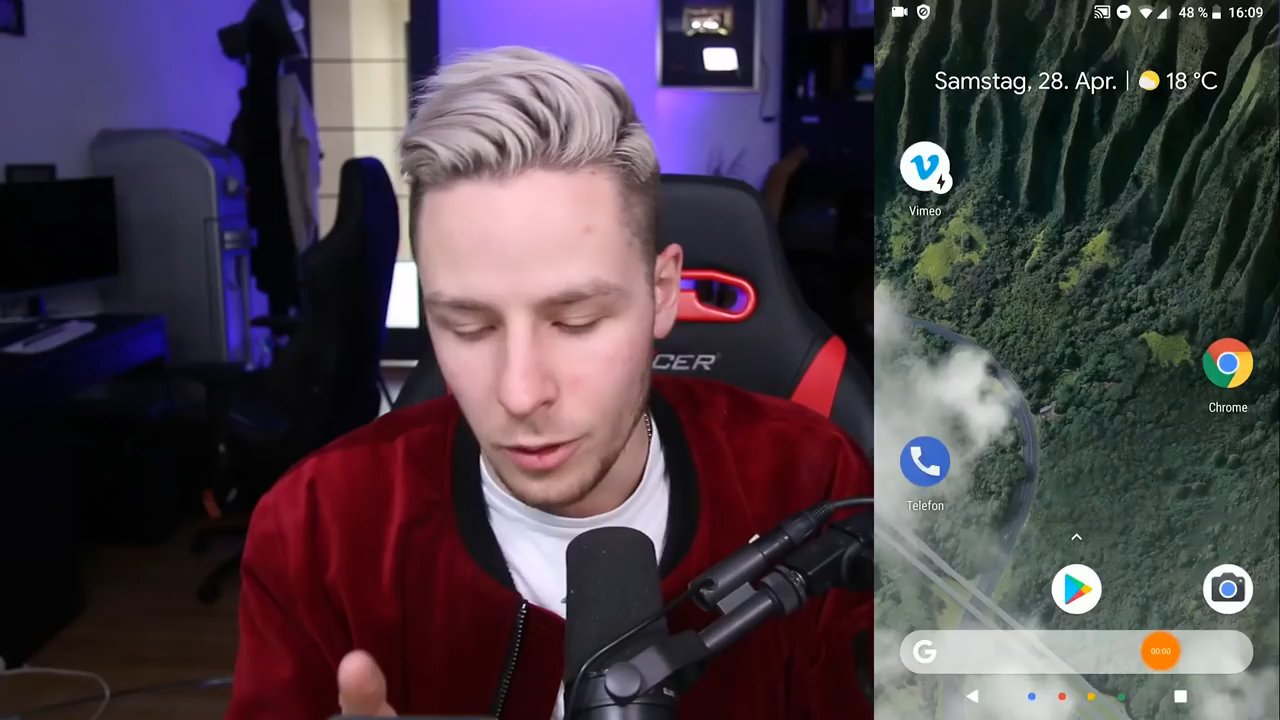 48 % 16:09
Samstag, 28. Apr. | 18 °C
Vimeo
CER
Chrome
Telefon
G
00:00